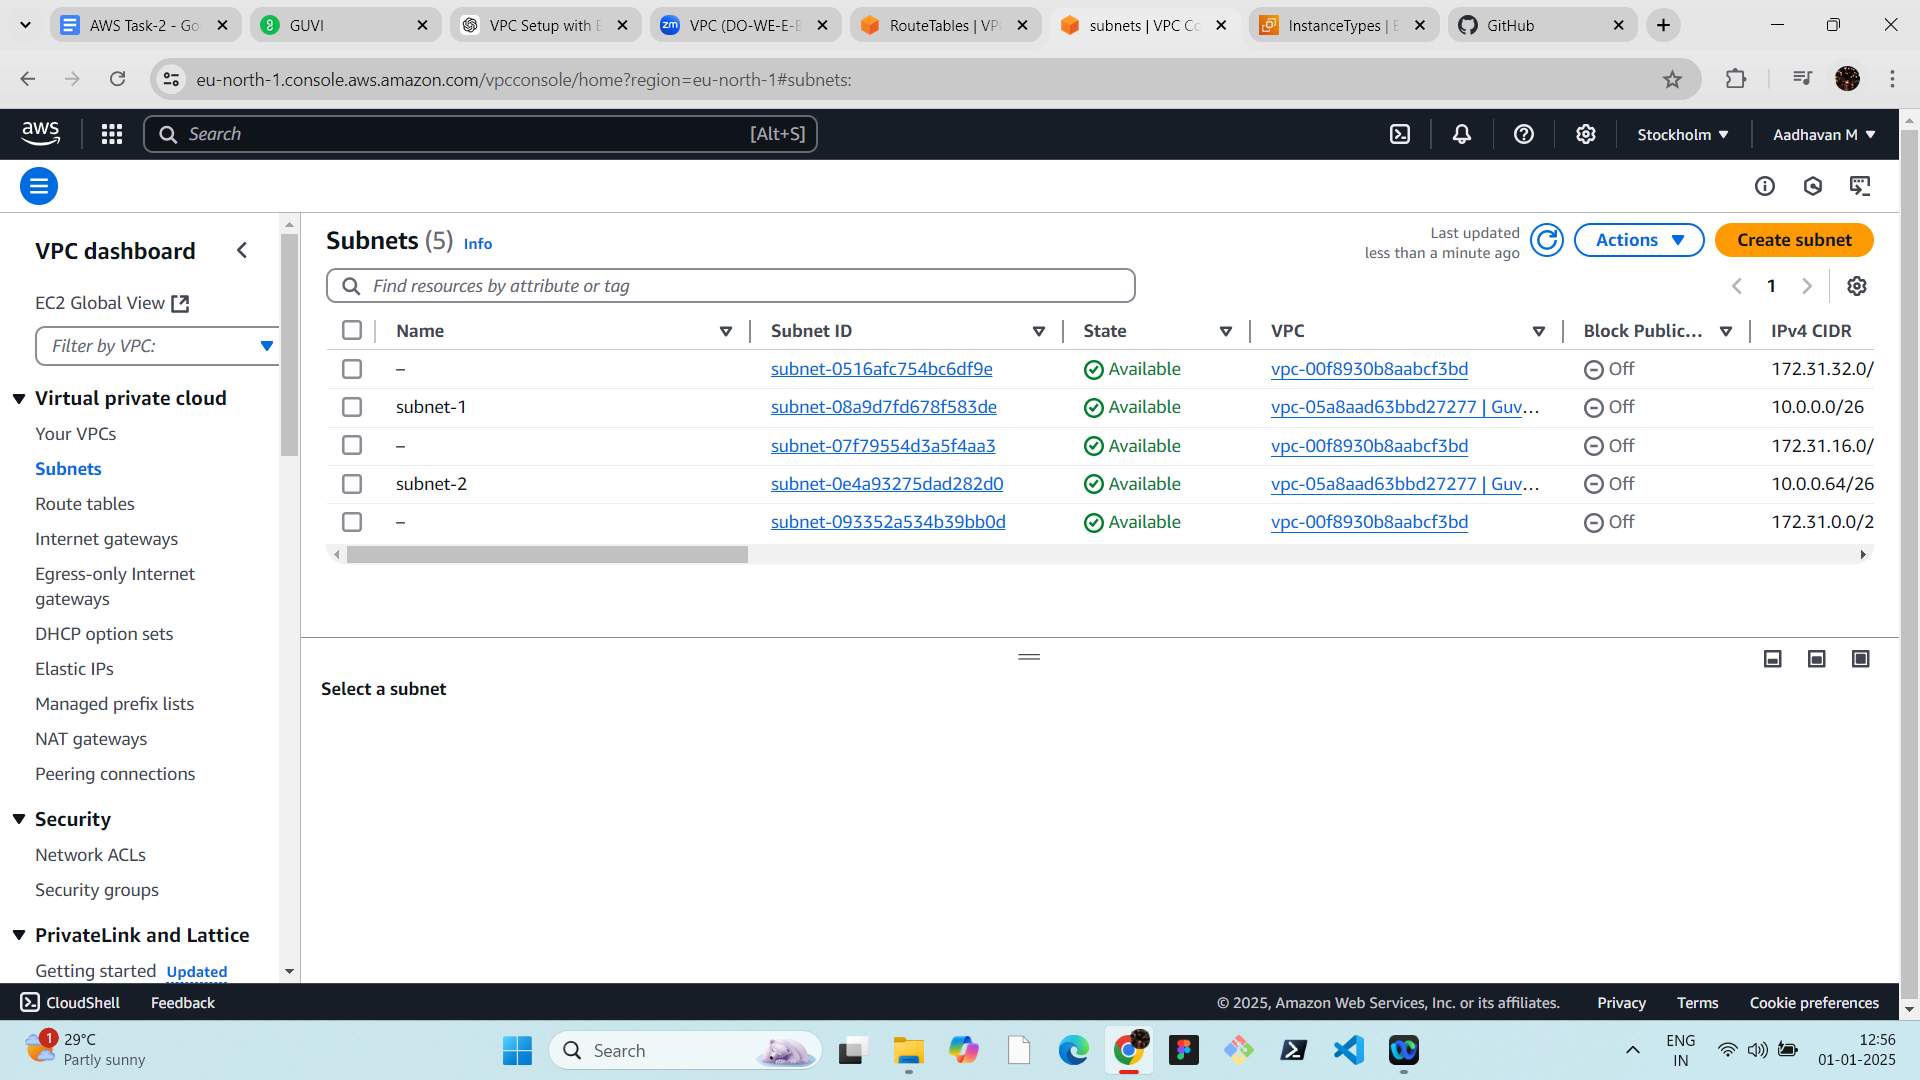 AWS Task-2 - Go
GUVI
VPC Setup with E
zm
VPC (DO-WE-E-B
RouteTables | VP
subnets | VPC Co
InstanceTypes | E
GitHub
eu-north-1.console.aws.amazon.com/vpcconsole/home?region=eu-north-1#subnets:
aws
Search
[Alt+S]
Stockholm
Aadhavan M
VPC dashboard
EC2 Global View
Filter by VPC:
Virtual private cloud
Your VPCs
Subnets
Route tables
Internet gateways
Egress-only Internet
gateways
DHCP option sets
Elastic IPs
Managed prefix lists
NAT gateways
Peering connections
Security
Network ACLs
Security groups
PrivateLink and Lattice
Getting started Updated
Subnets (5) Info
Last updated
less than a minute ago
Actions
Create subnet
Find resources by attribute or tag
1
Name Subnet ID State VPC Block Public... IPv4 CIDR
– subnet-0516afc754bc6df9e Available vpc-00f8930b8aabcf3bd Off 172.31.32.0/
subnet-1 subnet-08a9d7fd678f583de Available vpc-05a8aad63bbd27277 | Guv... Off 10.0.0.0/26
– subnet-07f79554d3a5f4aa3 Available vpc-00f8930b8aabcf3bd Off 172.31.16.0/
subnet-2 subnet-0e4a93275dad282d0 Available vpc-05a8aad63bbd27277 | Guv... Off 10.0.0.64/26
– subnet-093352a534b39bb0d Available vpc-00f8930b8aabcf3bd Off 172.31.0.0/2
Select a subnet
CloudShell
Feedback
© 2025, Amazon Web Services, Inc. or its affiliates.
Privacy
Terms
Cookie preferences
1
29°C
Partly sunny
Search
ENG
IN
12:56
01-01-2025